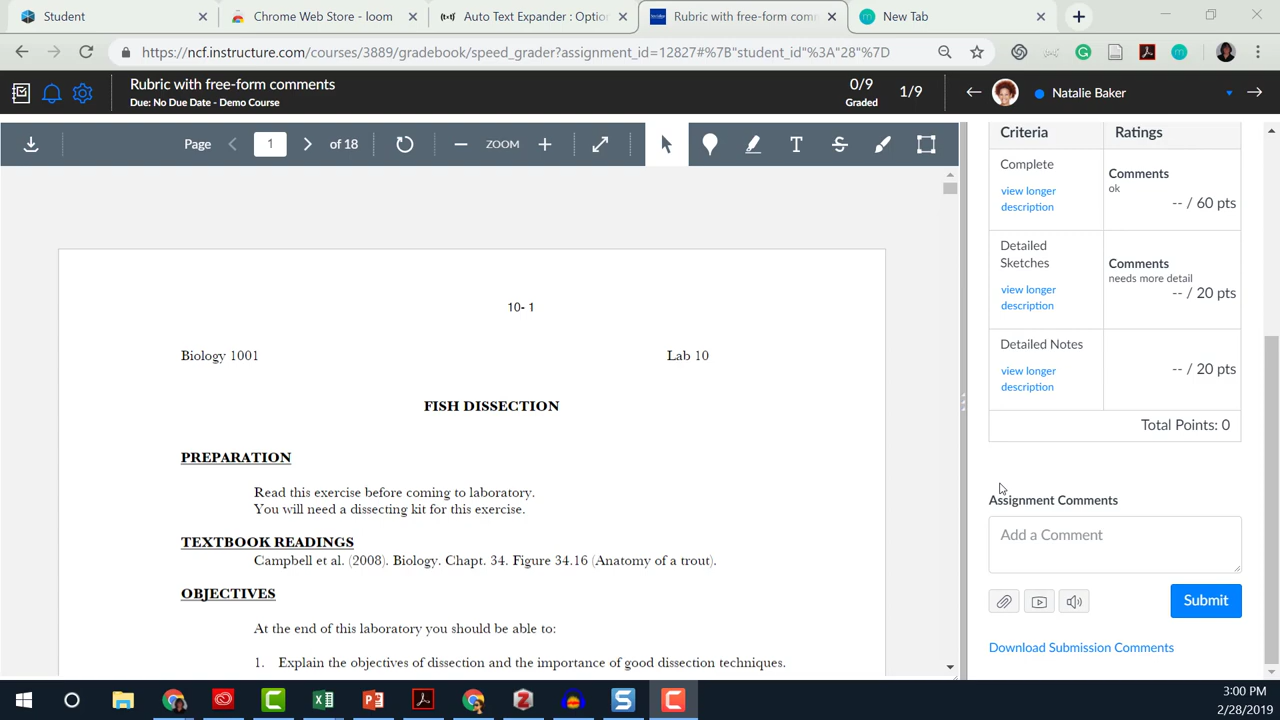 Student
Chrome Web Store - loom
Auto Text Expander : Option
Rubric with free-form comm
New Tab
https://ncf.instructure.com/courses/3889/gradebook/speed_grader?assignment_id=12827#%7B"student_id"%3A"28"%7D
Rubric with free-form comments
Due: No Due Date - Demo Course
0/9
Graded
1/9
Natalie Baker
Page
1
of 18
ZOOM
T
S
10- 1
Biology 1001
Lab 10
FISH DISSECTION
PREPARATION
Read this exercise before coming to laboratory.
You will need a dissecting kit for this exercise.
TEXTBOOK READINGS
Campbell et al. (2008). Biology. Chapt. 34. Figure 34.16 (Anatomy of a trout).
OBJECTIVES
At the end of this laboratory you should be able to:
1. Explain the objectives of dissection and the importance of good dissection techniques.
Criteria
Ratings
Complete
view longer
description
Comments
ok
-- / 60 pts
Detailed
Sketches
view longer
description
Comments
needs more detail
-- / 20 pts
Detailed Notes
view longer
description
-- / 20 pts
Total Points: 0
Assignment Comments
Add a Comment
Submit
Download Submission Comments
3:00 PM
2/28/2019